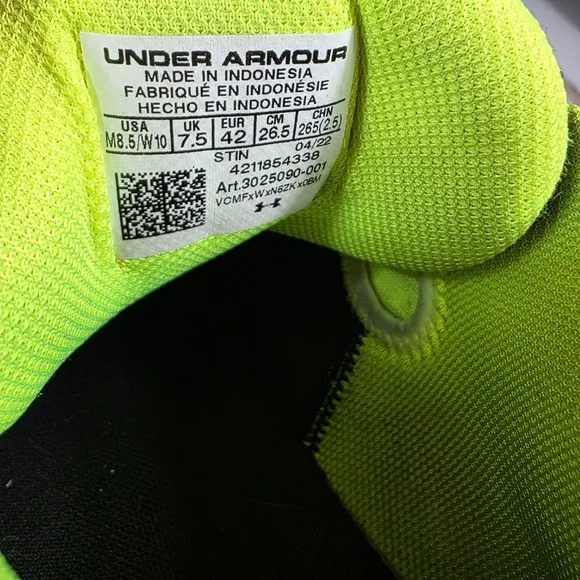 UNDER ARMOUR
MADE IN INDONESIA
FABRIQUÉ EN INDONÉSIE
HECHO EN INDONESIA
USA UK EUR CM CHN
M8.5/W10 7.5 42 26.5 265(2.5)
STIN 04/22
4211854338
Art.3025090-001
VCMFxWxN6ZKx0BM